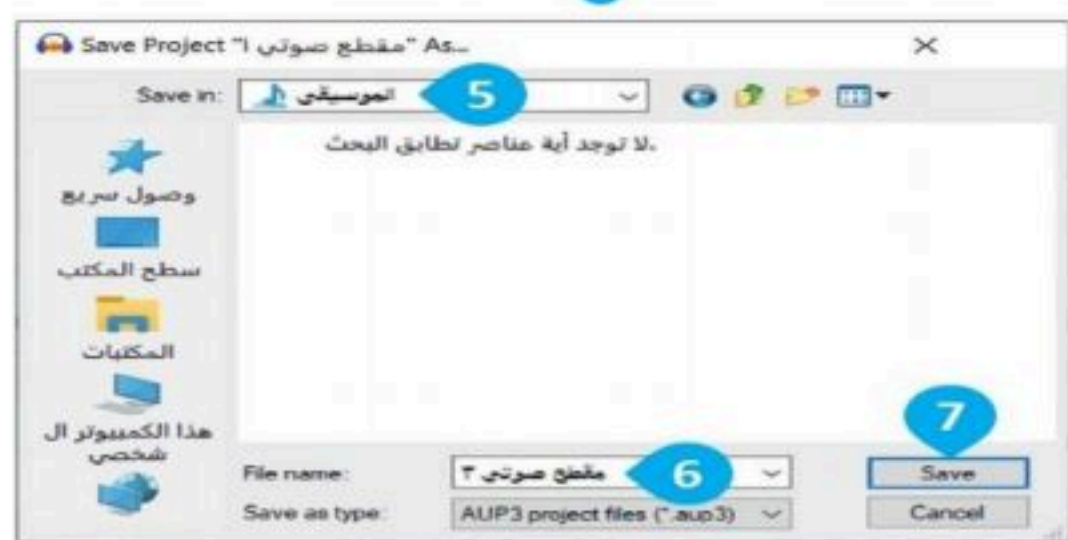 Save Project "مقطع صوتي ١" As...
Save in: الموسيقى 5
لا توجد أية عناصر تطابق البحث.
وصول سريع
سطح المكتب
المكتبات
هذا الكمبيوتر ال
شخصي
7
File name: مقطع صوتي ٣ 6 Save
Save as type: AUP3 project files (*.aup3) Cancel